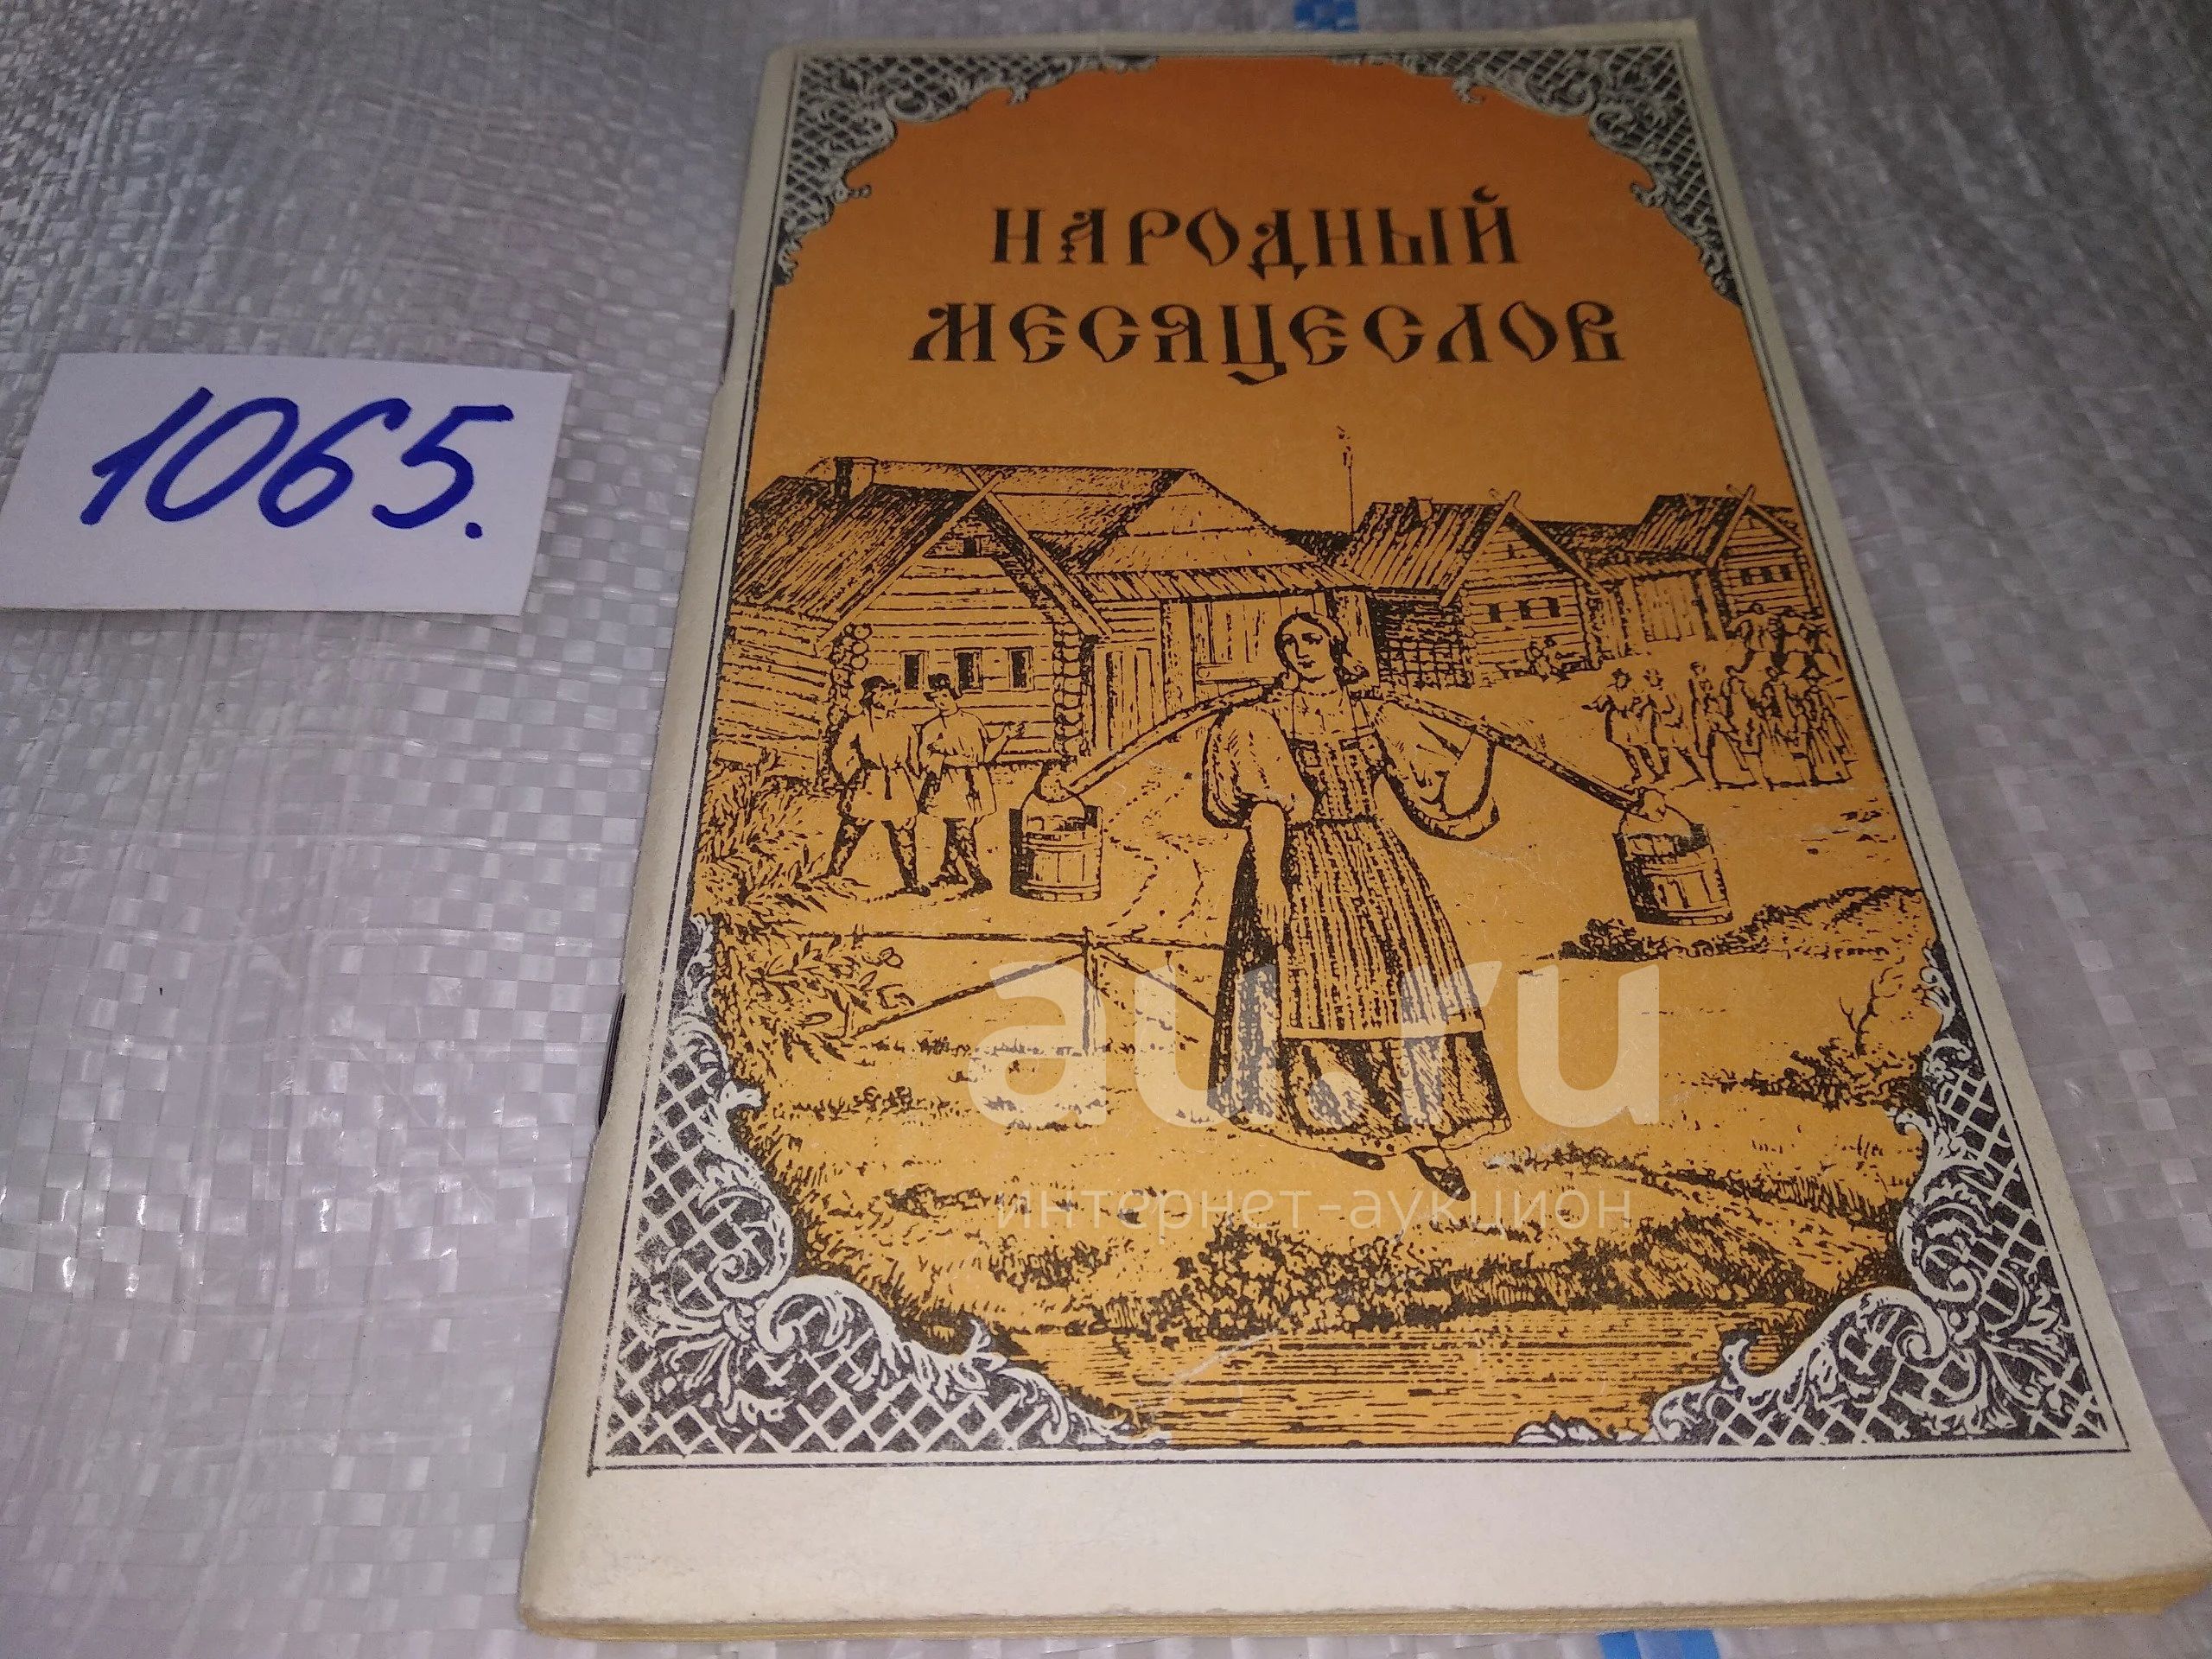 НАРОДНЫЙ
МЕСЯЦЕСЛОВ
1065.
au.ru
интернет-аукцион